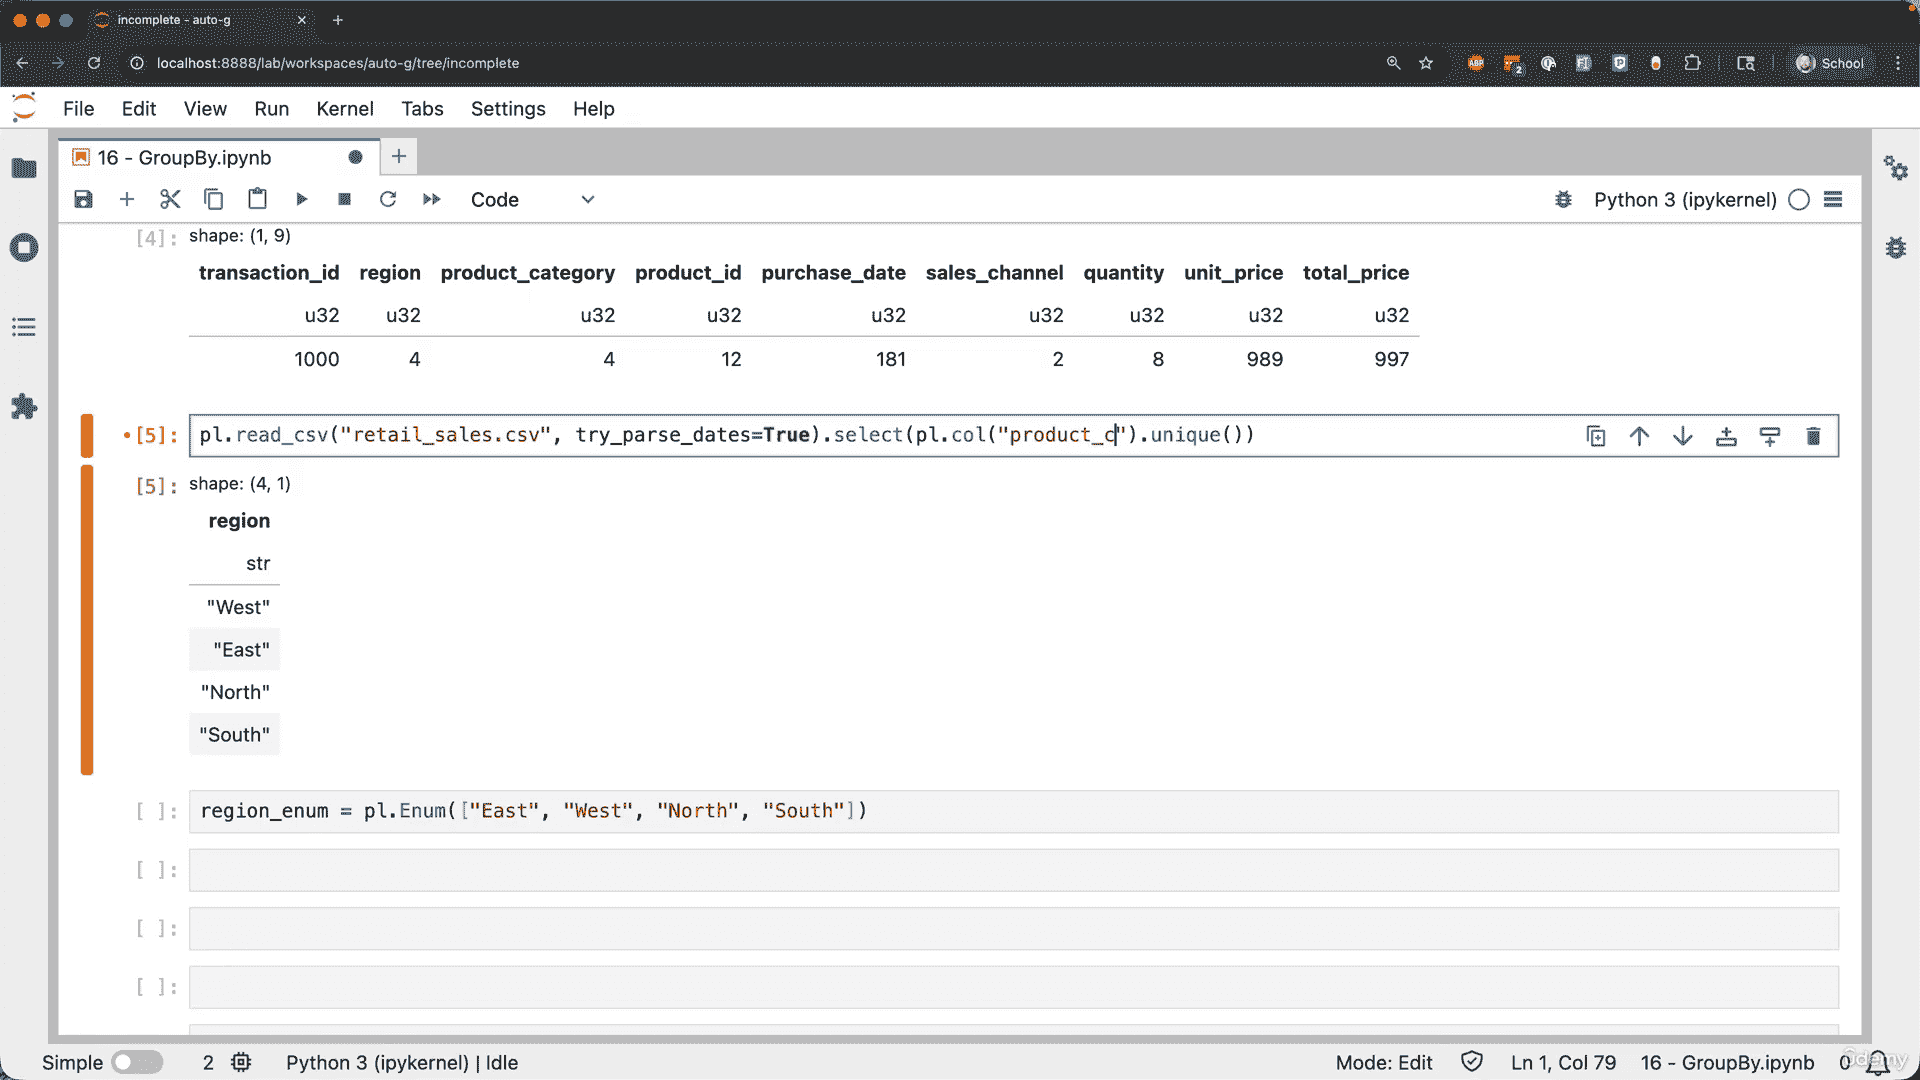 incomplete - auto-g
localhost:8888/lab/workspaces/auto-g/tree/incomplete
ABP
2
School
File Edit View Run Kernel Tabs Settings Help
16 - GroupBy.ipynb
Code
Python 3 (ipykernel)
[4]: shape: (1, 9)
transaction_id region product_category product_id purchase_date sales_channel quantity unit_price total_price
u32 u32 u32 u32 u32 u32 u32 u32 u32
1000 4 4 12 181 2 8 989 997
[5]: pl.read_csv("retail_sales.csv", try_parse_dates=True).select(pl.col("product_c").unique())
[5]: shape: (4, 1)
region
str
"West"
"East"
"North"
"South"
[ ]: region_enum = pl.Enum(["East", "West", "North", "South"])
[ ]:
[ ]:
[ ]:
Simple 2 Python 3 (ipykernel) | Idle Mode: Edit Ln 1, Col 79 16 - GroupBy.ipynb 0